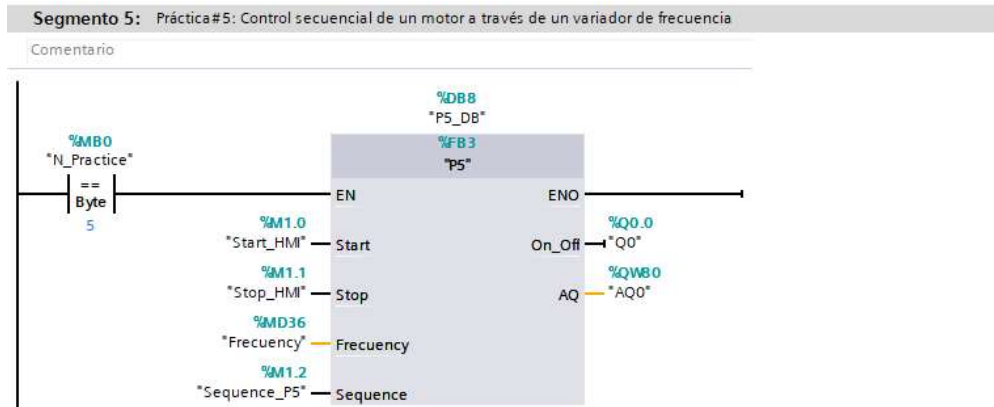 Segmento 5: Práctica#5: Control secuencial de un motor a través de un variador de frecuencia
Comentario
%DB8
"P5_DB"
%MB0
"N_Practice"
==
Byte
5
%FB3
"P5"
EN
ENO
%M1.0
"Start_HMI"
Start
%Q0.0
On_Off
"Q0"
%M1.1
"Stop_HMI"
Stop
%QW80
AQ
"AQ0"
%MD36
"Frecuency"
Frecuency
%M1.2
"Sequence_P5"
Sequence